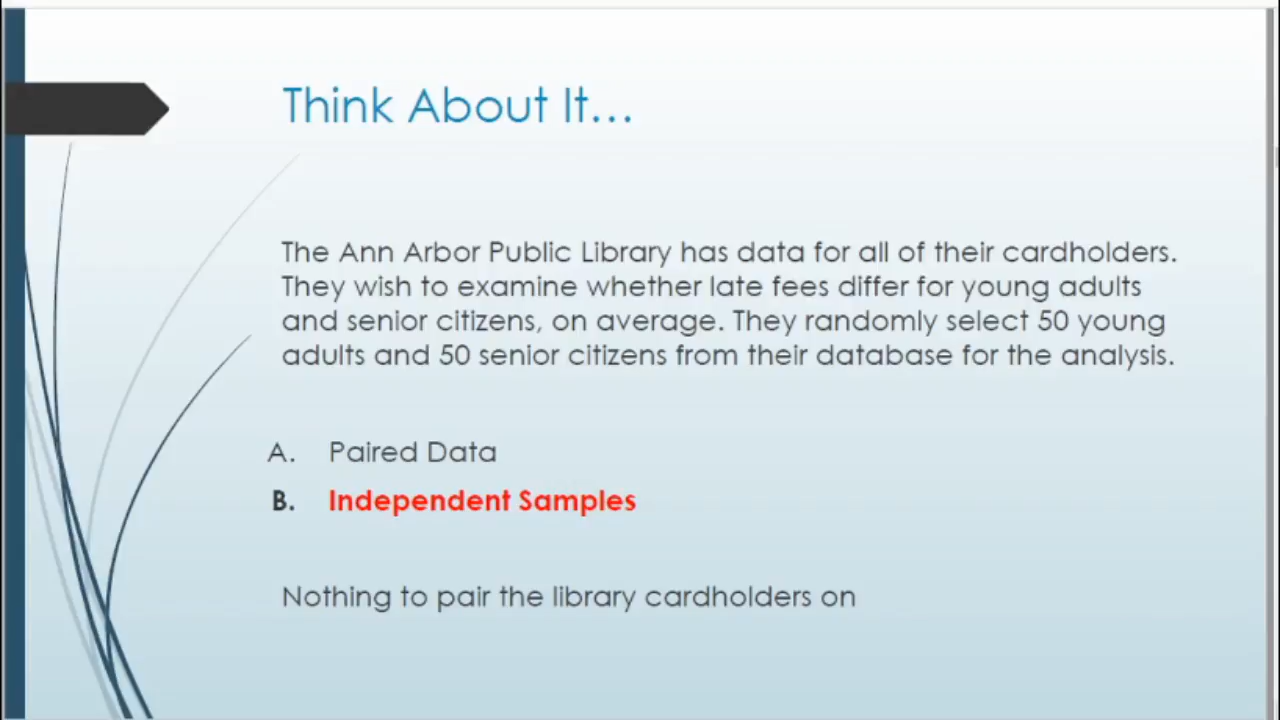 Think About It...
The Ann Arbor Public Library has data for all of their cardholders.
They wish to examine whether late fees differ for young adults
and senior citizens, on average. They randomly select 50 young
adults and 50 senior citizens from their database for the analysis.
A. Paired Data
B. Independent Samples
Nothing to pair the library cardholders on